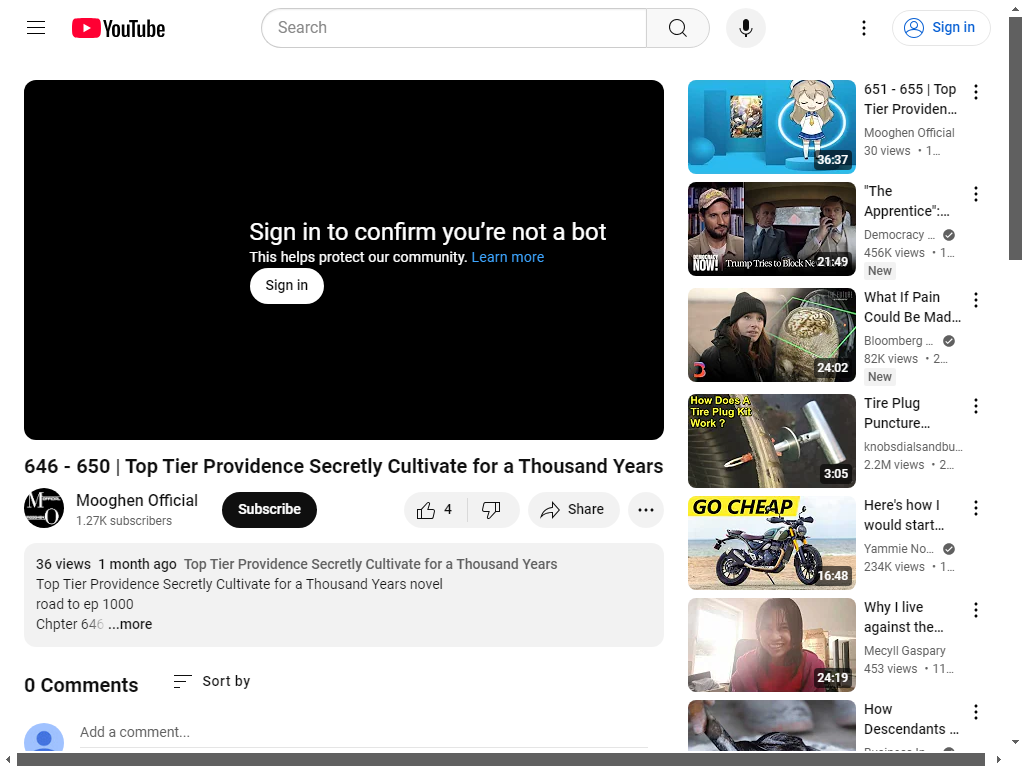 YouTube
Search
Sign in
Sign in to confirm you're not a bot
This helps protect our community. Learn more
Sign in
646 - 650 | Top Tier Providence Secretly Cultivate for a Thousand Years
Mooghen Official
1.27K subscribers
Subscribe
4
Share
36 views 1 month ago Top Tier Providence Secretly Cultivate for a Thousand Years
Top Tier Providence Secretly Cultivate for a Thousand Years novel
road to ep 1000
Chpter 646 ...more
0 Comments
Sort by
Add a comment...
36:37
651 - 655 | Top
Tier Providen...
Mooghen Official
30 views • 1...
DEMOCRACY
NOW!
Trump Tries to Block Ne
21:49
"The
Apprentice":...
Democracy ...
456K views • 1...
New
24:02
What If Pain
Could Be Mad...
Bloomberg ...
82K views • 2...
New
How Does A
Tire Plug Kit
Work ?
3:05
Tire Plug
Puncture...
knobsdialsandbu...
2.2M views • 2...
GO CHEAP
16:48
Here's how I
would start...
Yammie No...
234K views • 1...
24:19
Why I live
against the...
Mecyll Gaspary
453 views • 11...
How
Descendants ...